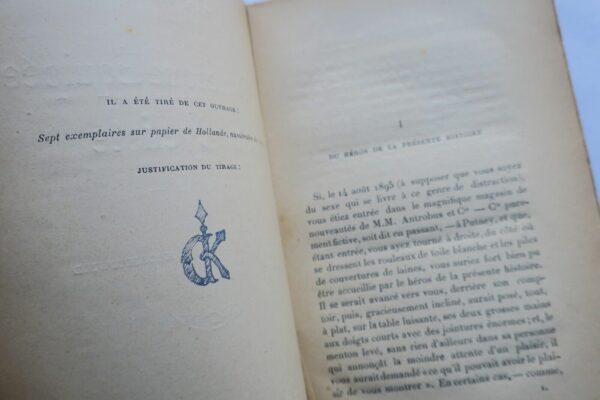 IL A ÉTÉ TIRÉ DE CET OUVRAGE :
Sept exemplaires sur papier de Hollande,
JUSTIFICATION DU TIRAGE :
I
DU HÉROS DE LA PRÉSENTE HISTOIRE
Si, le 14 août 1895 (à supposer que vous soyez
du sexe qui se livre à ce genre de distraction),
vous étiez entrée dans le magnifique magasin de
nouveautés de M.M. Antrobus et Cie — Cie pure-
ment fictive, soit dit en passant, — à Putney, et que,
étant entrée, vous ayez tourné à droite, du côté où
se dressent les rouleaux de toile blanche et les piles
de couvertures de laines, vous auriez fort bien pu
être accueillie par le héros de la présente histoire.
Il se serait avancé vers vous, derrière son comp-
toir, puis, gracieusement incliné, aurait posé, tout
à plat, sur la table luisante, ses deux grosses mains
aux doigts courts avec des jointures énormes ; et, le
menton levé, sans rien d'ailleurs dans sa personne
qui annonçât la moindre attente d'un plaisir, il
vous aurait demandé « ce qu'il pouvait avoir le plai-
sir de vous montrer ». En certains cas, — comme,
1.